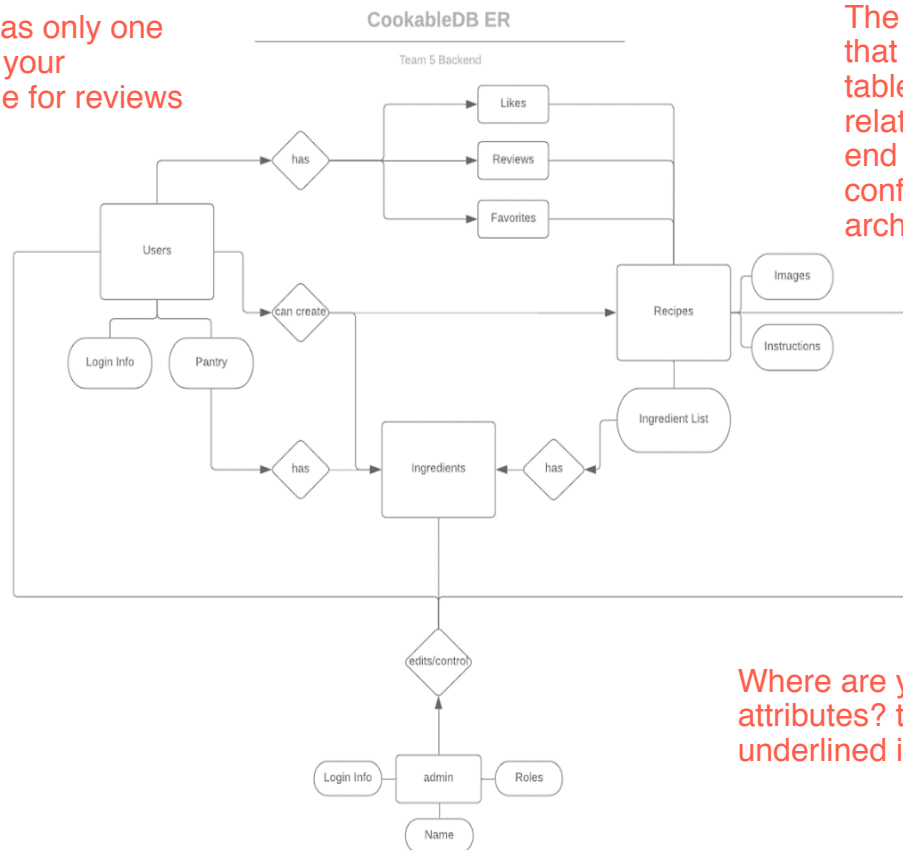 as only one
your
e for reviews
CookableDB ER
Team 5 Backend
The
that
table
relat
end
conf
arch
Likes
has
Reviews
Favorites
Users
Images
can create
Recipes
Instructions
Login Info
Pantry
Ingredient List
has
Ingredients
has
edits/control
Where are y
attributes? t
underlined i
Login Info
admin
Roles
Name